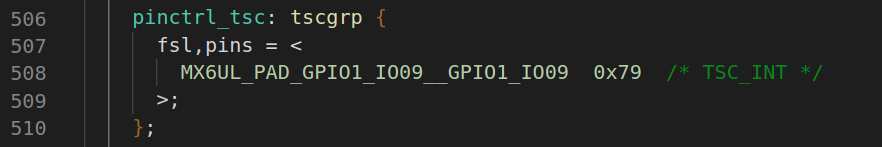 506 pinctrl_tsc: tscgrp {
507 fsl,pins = <
508 MX6UL_PAD_GPIO1_IO09__GPIO1_IO09 0x79 /* TSC_INT */
509 >;
510 };